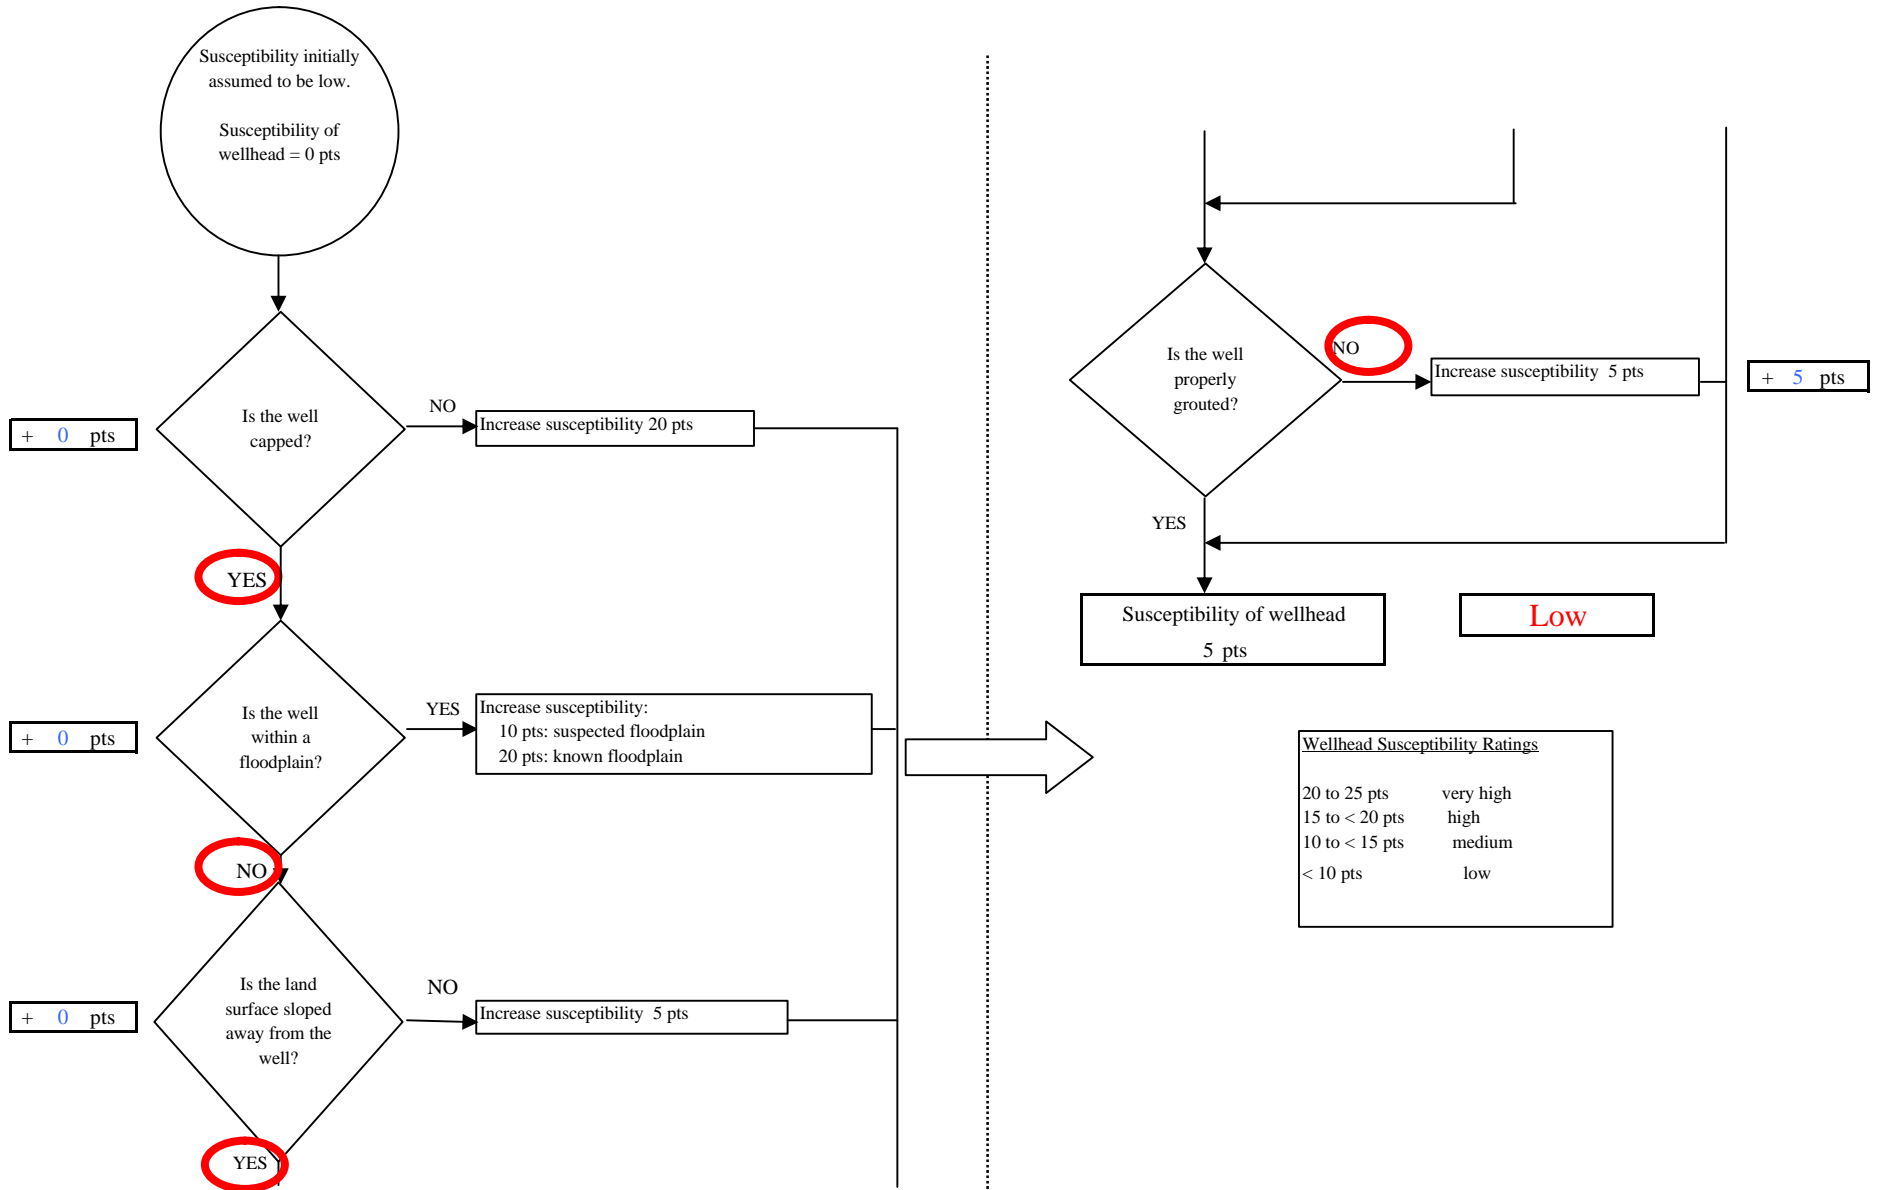 Susceptibility initially
assumed to be low.
Susceptibility of
wellhead = 0 pts
Is the well
capped?
+ 0 pts
NO
Increase susceptibility 20 pts
YES
Is the well
within a
floodplain?
+ 0 pts
YES
Increase susceptibility:
10 pts: suspected floodplain
20 pts: known floodplain
NO
Is the land
surface sloped
away from the
well?
+ 0 pts
NO
Increase susceptibility 5 pts
YES
Is the well
properly
grouted?
NO
Increase susceptibility 5 pts
+ 5 pts
YES
Susceptibility of wellhead
5 pts
Low
Wellhead Susceptibility Ratings
20 to 25 pts very high
15 to < 20 pts high
10 to < 15 pts medium
< 10 pts low